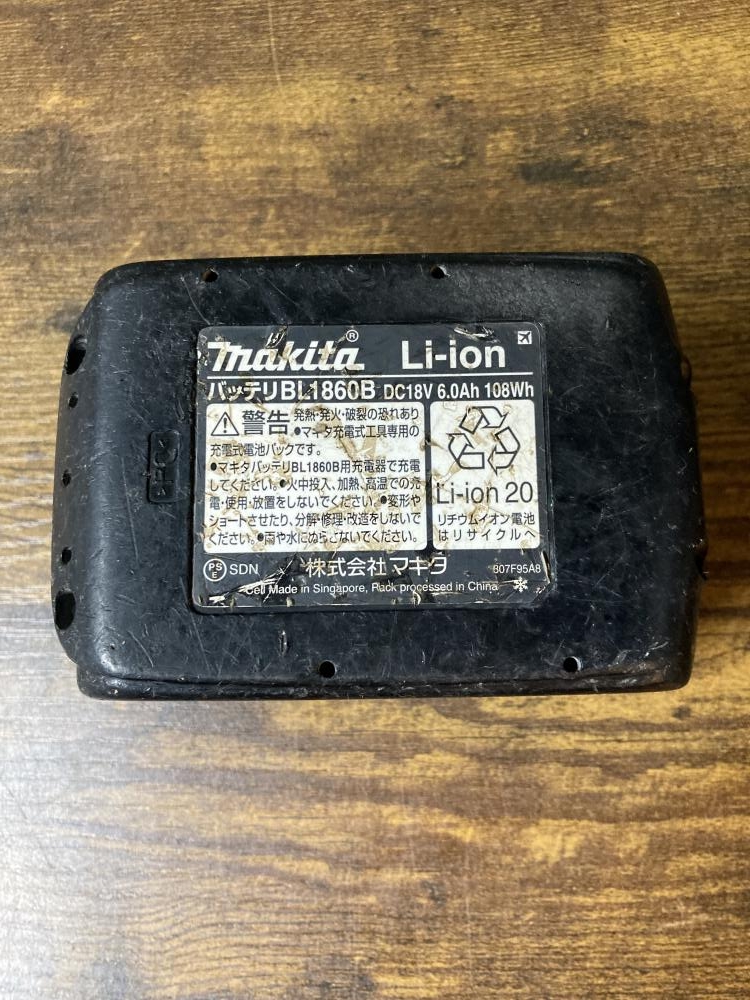 makita® Li-ion
バッテリBL1860B DC18V 6.0Ah 108Wh
警告 発熱・発火・破裂の恐れあり
●マキタ充電式工具専用の
充電式電池パックです。
●マキタバッテリBL1860B用充電器で充電
してください。●火中投入、加熱、高温での充
電・使用・放置をしないでください。●変形や
ショートさせたり、分解・修理・改造をしないで
ください。●雨や水にぬらさないでください。
Li-ion 20
リチウムイオン電池
はリサイクルへ
PS
E
SDN 株式会社マキタ 807F95A8
Cell Made in Singapore, Pack processed in China
>PC<